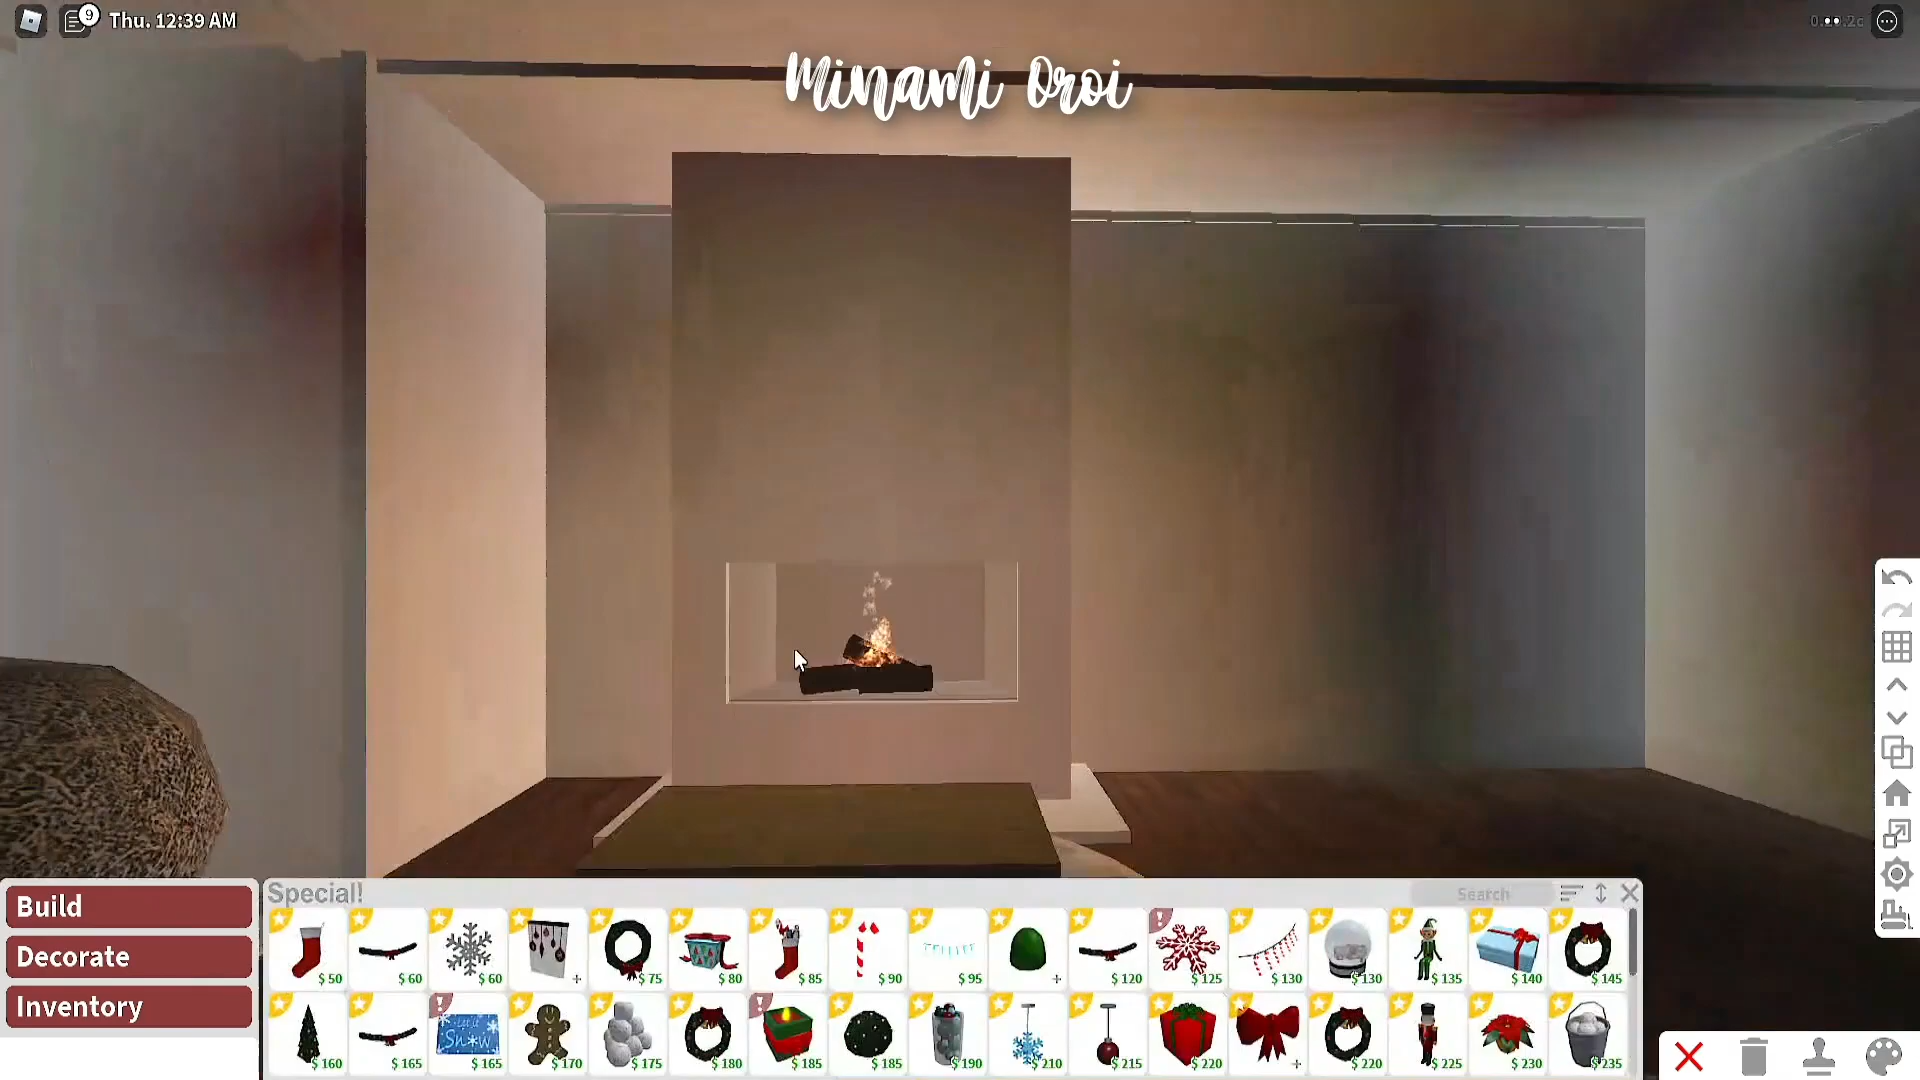 9 Thu. 12:39 AM
Minami Oroi
Build
Decorate
Inventory
Special!
Search
$ 50 $ 60 $ 60 + $ 75 $ 80 $ 85 $ 90 $ 95 + $ 120 $ 125 $ 130 $ 130 $ 135 $ 140 $ 145
$ 160 $ 165 $ 165 $ 170 $ 175 $ 180 $ 185 $ 185 $ 190 $ 210 $ 215 $ 220 + $ 220 $ 225 $ 230 $ 235
Snow